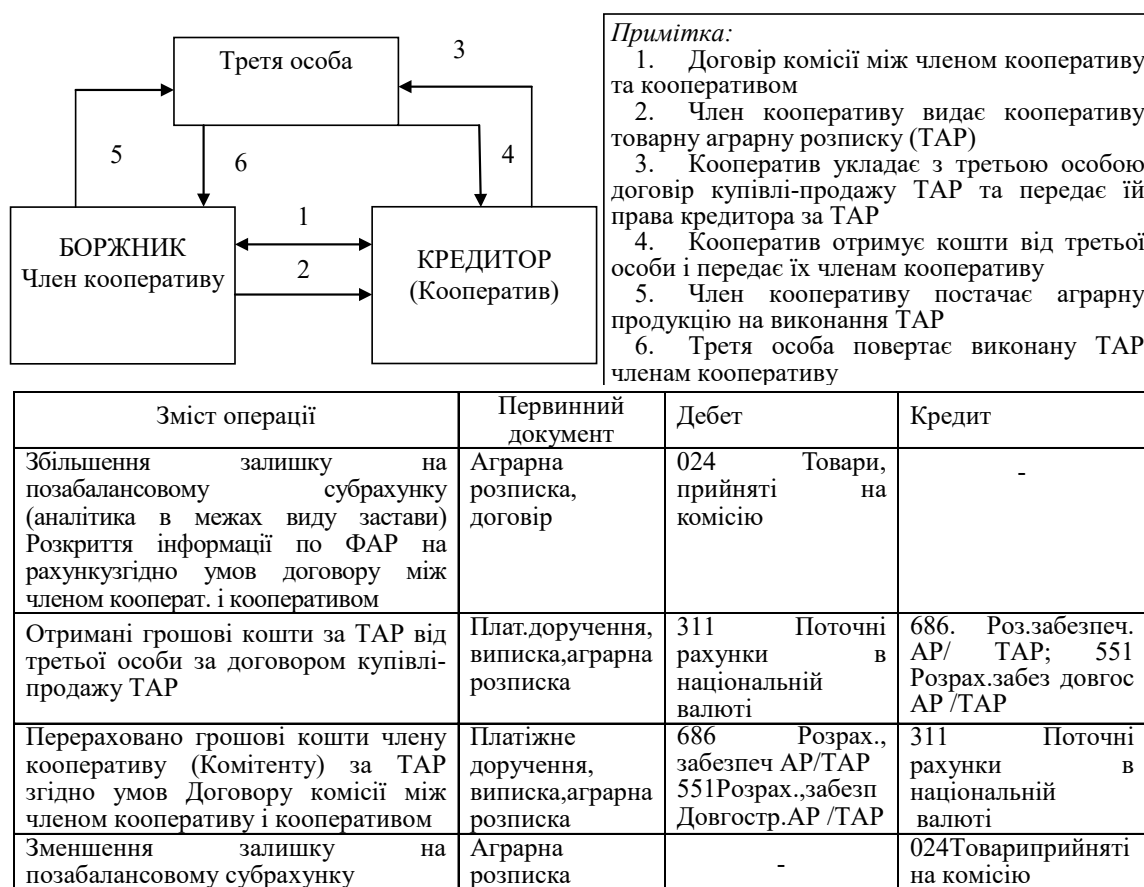 Третя особа
3
5
6
4
1
2
БОРЖНИК
Член кооперативу
КРЕДИТОР
(Кооператив)
Примітка:
1. Договір комісії між членом кооперативу
та кооперативом
2. Член кооперативу видає кооперативу
товарну аграрну розписку (ТАР)
3. Кооператив укладає з третьою особою
договір купівлі-продажу ТАР та передає їй
права кредитора за ТАР
4. Кооператив отримує кошти від третьої
особи і передає їх членам кооперативу
5. Член кооперативу постачає аграрну
продукцію на виконання ТАР
6. Третя особа повертає виконану ТАР
членам кооперативу
Зміст операції
Первинний
документ
Дебет
Кредит
Збільшення залишку на
позабалансовому субрахунку
(аналітика в межах виду застави)
Розкриття інформації по ФАР на
рахункузгідно умов договору між
членом кооперат. і кооперативом
Аграрна
розписка,
договір
024 Товари,
прийняті на
комісію
-
Отримані грошові кошти за ТАР від
третьої особи за договором купівлі-
продажу ТАР
Плат.доручення,
виписка,аграрна
розписка
311 Поточні
рахунки в
національній
валюті
686. Роз.забезпеч.
АР/ ТАР; 551
Розрах.забез довгос
АР /ТАР
Перераховано грошові кошти члену
кооперативу (Комітенту) за ТАР
згідно умов Договору комісії між
членом кооперативу і кооперативом
Платіжне
доручення,
виписка,аграрна
розписка
686 Розрах.,
забезпеч АР/ТАР
551Розрах.,забезп
Довгостр.АР /ТАР
311 Поточні
рахунки в
національній
валюті
Зменшення залишку на
позабалансовому субрахунку
Аграрна
розписка
-
024Товариприйняті
на комісію